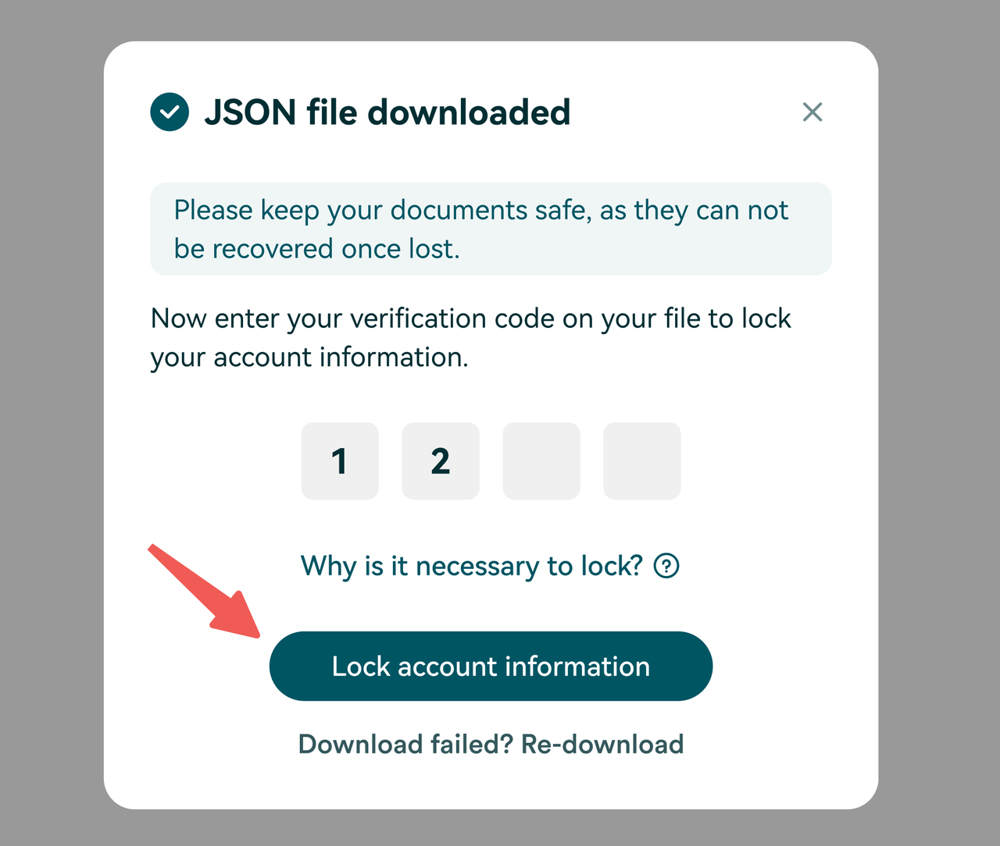 JSON file downloaded
Please keep your documents safe, as they can not
be recovered once lost.
Now enter your verification code on your file to lock
your account information.
1 2
Why is it necessary to lock? ?
Lock account information
Download failed? Re-download